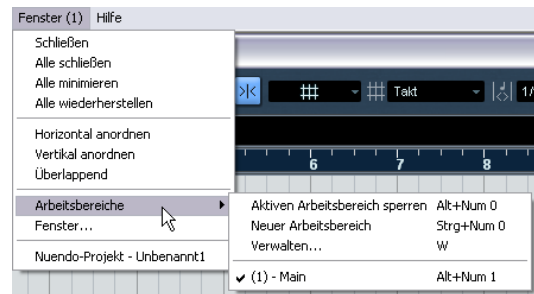 Fenster (1) Hilfe
Schließen
Alle schließen
Alle minimieren
Alle wiederherstellen
Takt
1/
Horizontal anordnen
Vertikal anordnen
Überlappend
6 7 8
Arbeitsbereiche
Fenster...
Nuendo-Projekt - Unbenannt1
Aktiven Arbeitsbereich sperren Alt+Num 0
Neuer Arbeitsbereich Strg+Num 0
Verwalten... W
(1) - Main Alt+Num 1